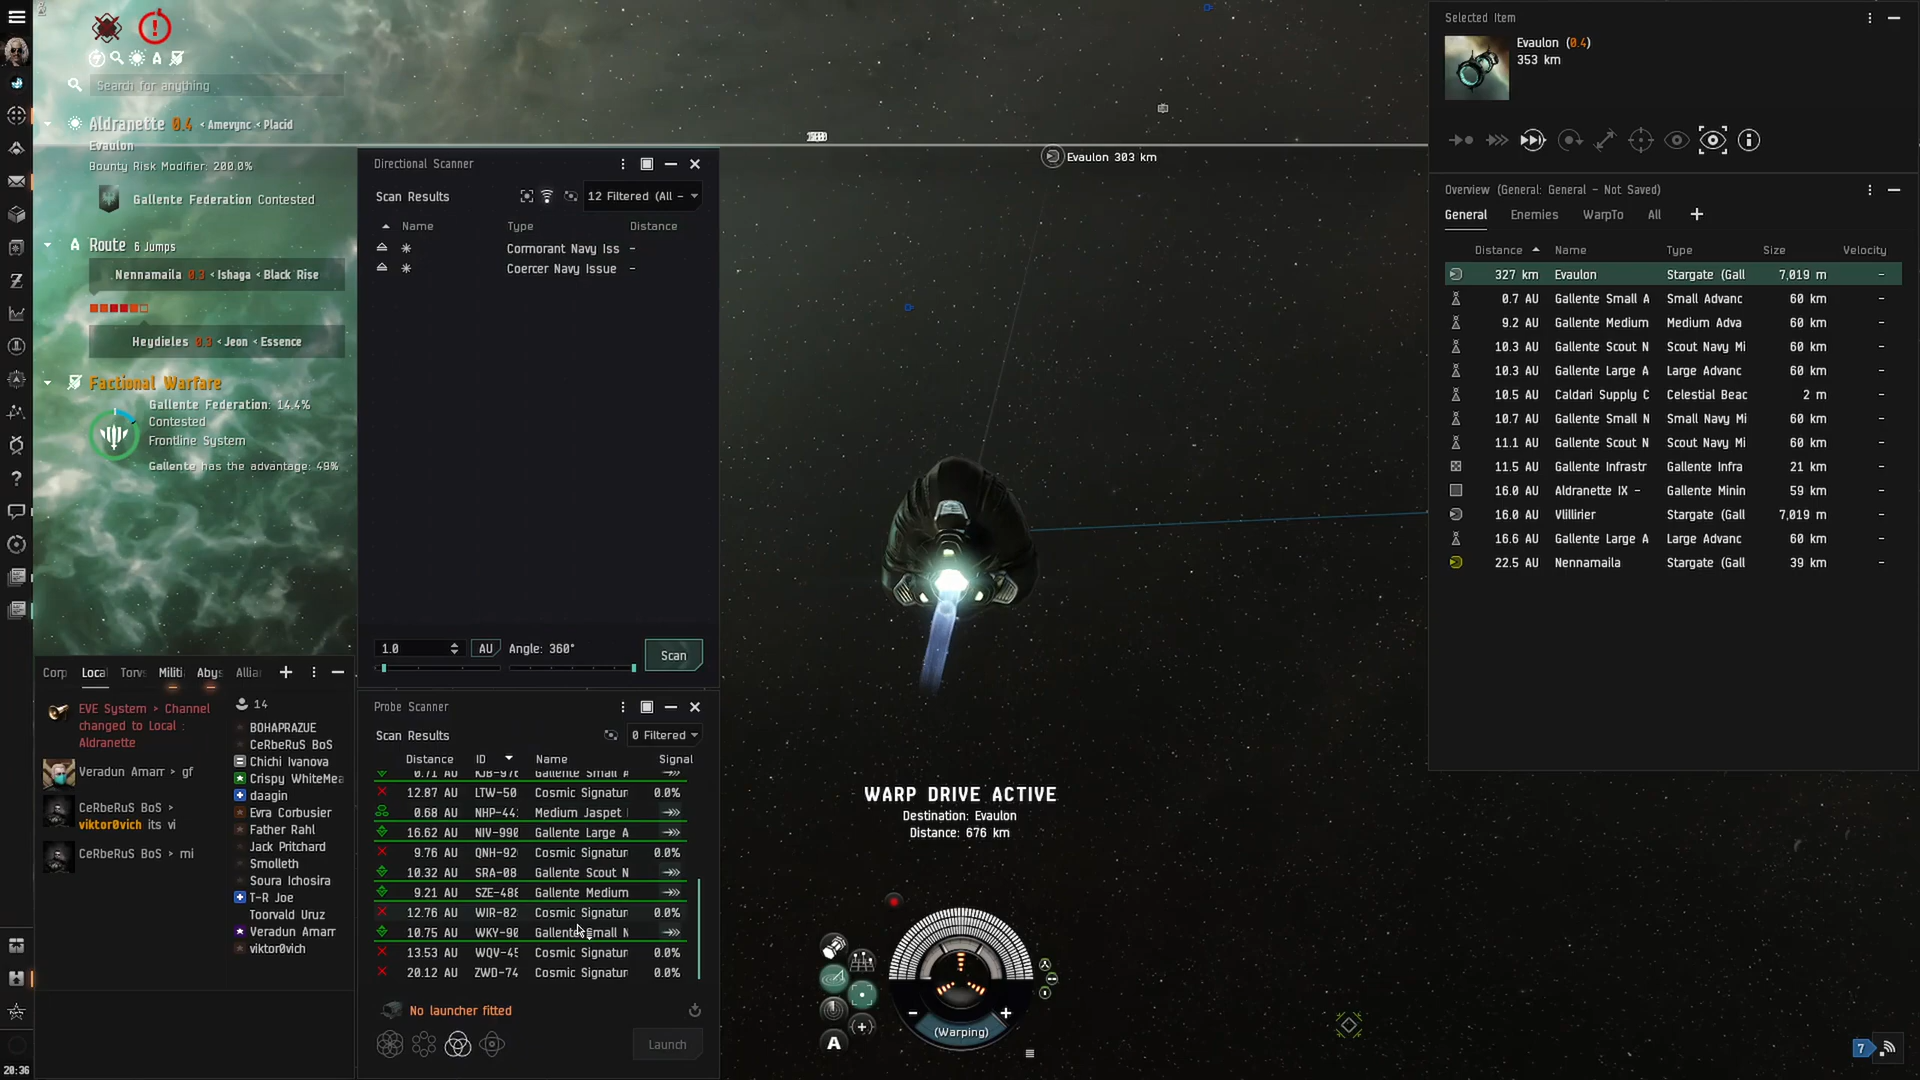 Search for anything
Aldranette 0.4 < Amevync < Placid
Evaulon
Bounty Risk Modifier: 200.0%
Gallente Federation Contested
Route 6 Jumps
Nennamaila 0.3 < Ishaga < Black Rise
Heydieles 0.3 < Jeon < Essence
Factional Warfare
Gallente Federation: 14.4%
Contested
Frontline System
Gallente has the advantage: 49%
Corp Loca Torv Militi Abys Allia
EVE System > Channel
changed to Local :
Aldranette
Veradun Amarr > gf
CeRbeRuS BoS >
viktor0vich its vi
CeRbeRuS BoS > mi
14
BOHAPRAZUE
CeRbeRuS BoS
Chichi Ivanova
Crispy WhiteMea
daagin
Evra Corbusier
Father Rahl
Jack Pritchard
Smolleth
Soura Ichosira
T-R Joe
Toorvald Uruz
Veradun Amarr
viktor0vich
20:36
Directional Scanner
Scan Results
12 Filtered (All -
Name Type Distance
Cormorant Navy Iss -
Coercer Navy Issue -
1.0 AU Angle: 360°
Scan
Probe Scanner
Scan Results
0 Filtered
Distance ID Name Signal
0.71 AU KJB-976 Gallente Small A
12.87 AU LTW-50 Cosmic Signatur 0.0%
0.68 AU NHP-44 Medium Jaspet
16.62 AU NIV-990 Gallente Large A
9.76 AU QNH-92 Cosmic Signatur 0.0%
10.32 AU SRA-08 Gallente Scout N
9.21 AU SZE-486 Gallente Medium
12.76 AU WIR-82 Cosmic Signatur 0.0%
10.75 AU WKY-90 Gallente Small N
13.53 AU WQV-45 Cosmic Signatur 0.0%
20.12 AU ZWD-74 Cosmic Signatur 0.0%
No launcher fitted
Launch
Evaulon 303 km
WARP DRIVE ACTIVE
Destination: Evaulon
Distance: 676 km
(Warping)
A
Selected Item
Evaulon (0.4)
353 km
Overview (General: General - Not Saved)
General Enemies WarpTo All
Distance Name Type Size Velocity
327 km Evaulon Stargate (Gall 7,019 m -
0.7 AU Gallente Small A Small Advanc 60 km -
9.2 AU Gallente Medium Medium Adva 60 km -
10.3 AU Gallente Scout N Scout Navy Mi 60 km -
10.3 AU Gallente Large A Large Advanc 60 km -
10.5 AU Caldari Supply C Celestial Beac 2 m -
10.7 AU Gallente Small N Small Navy Mi 60 km -
11.1 AU Gallente Scout N Scout Navy Mi 60 km -
11.5 AU Gallente Infrastr Gallente Infra 21 km -
16.0 AU Aldranette IX - Gallente Minin 59 km -
16.0 AU Vlillirier Stargate (Gall 7,019 m -
16.6 AU Gallente Large A Large Advanc 60 km -
22.5 AU Nennamaila Stargate (Gall 39 km -
7